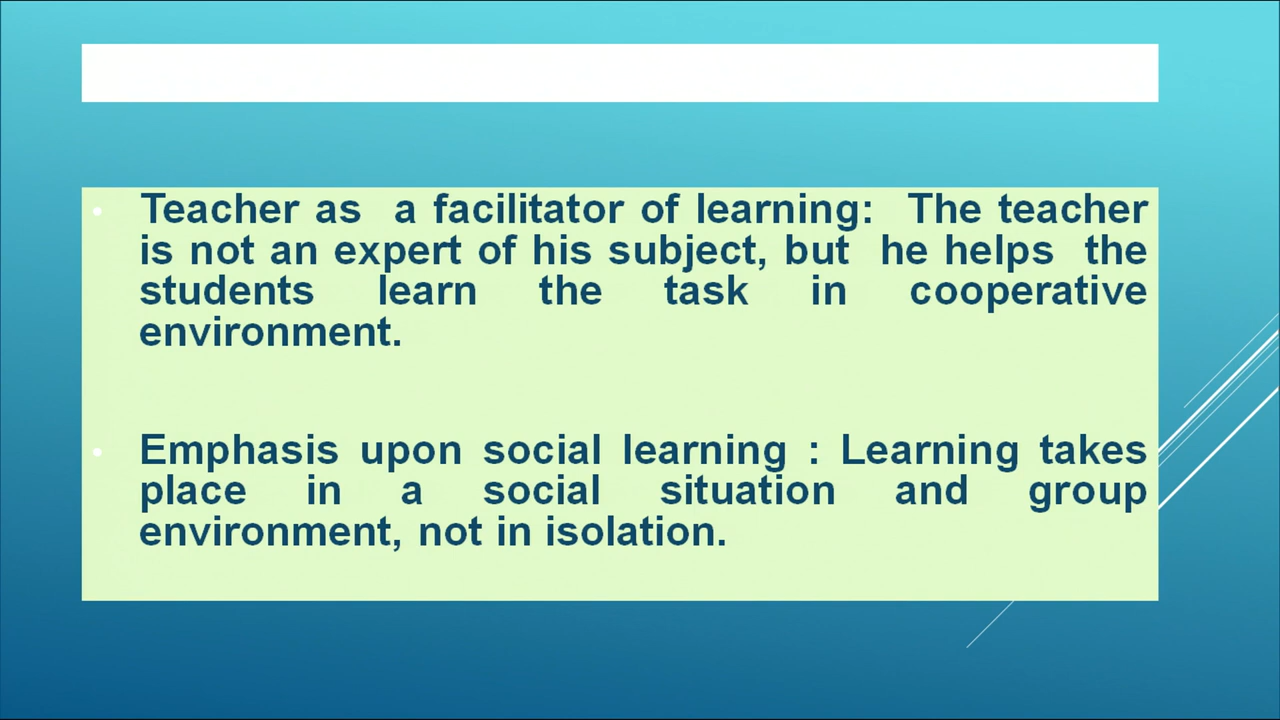 • Teacher as a facilitator of learning: The teacher
is not an expert of his subject, but he helps the
students learn the task in cooperative
environment.
• Emphasis upon social learning : Learning takes
place in a social situation and group
environment, not in isolation.